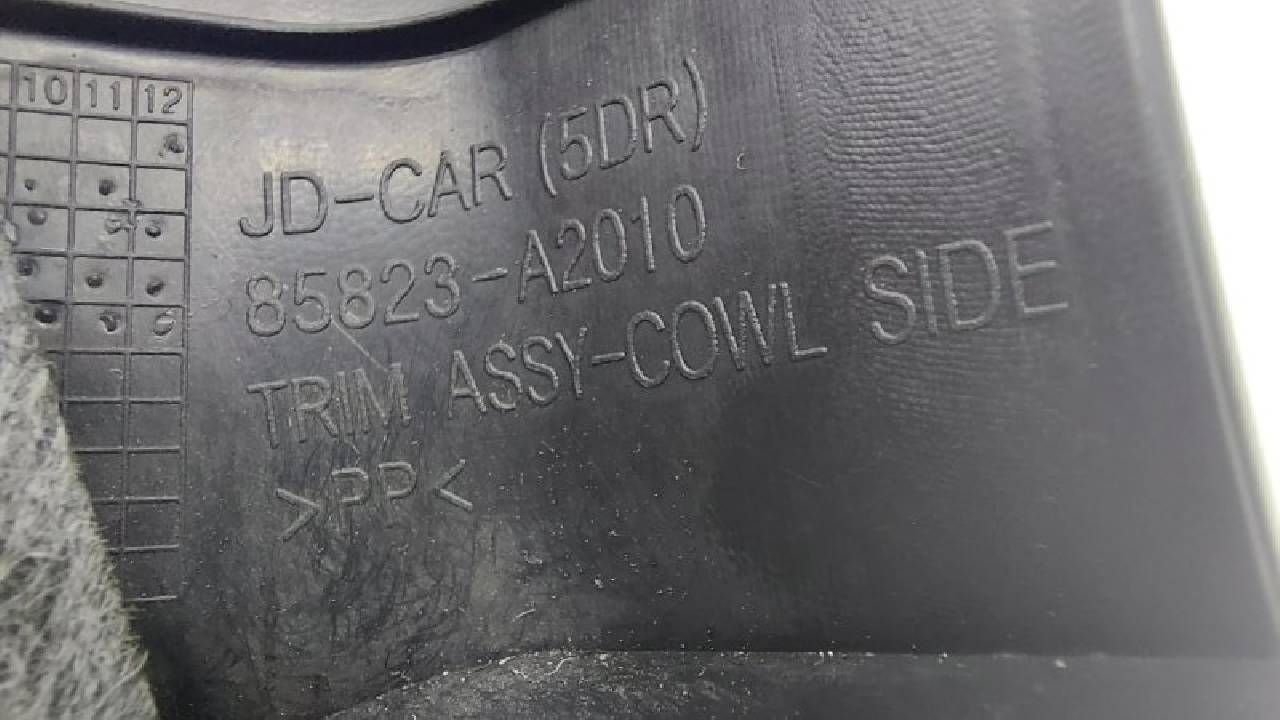 10 11 12
JD-CAR (5DR)
85823-A2010
TRIM ASSY-COWL SIDE
>PP<